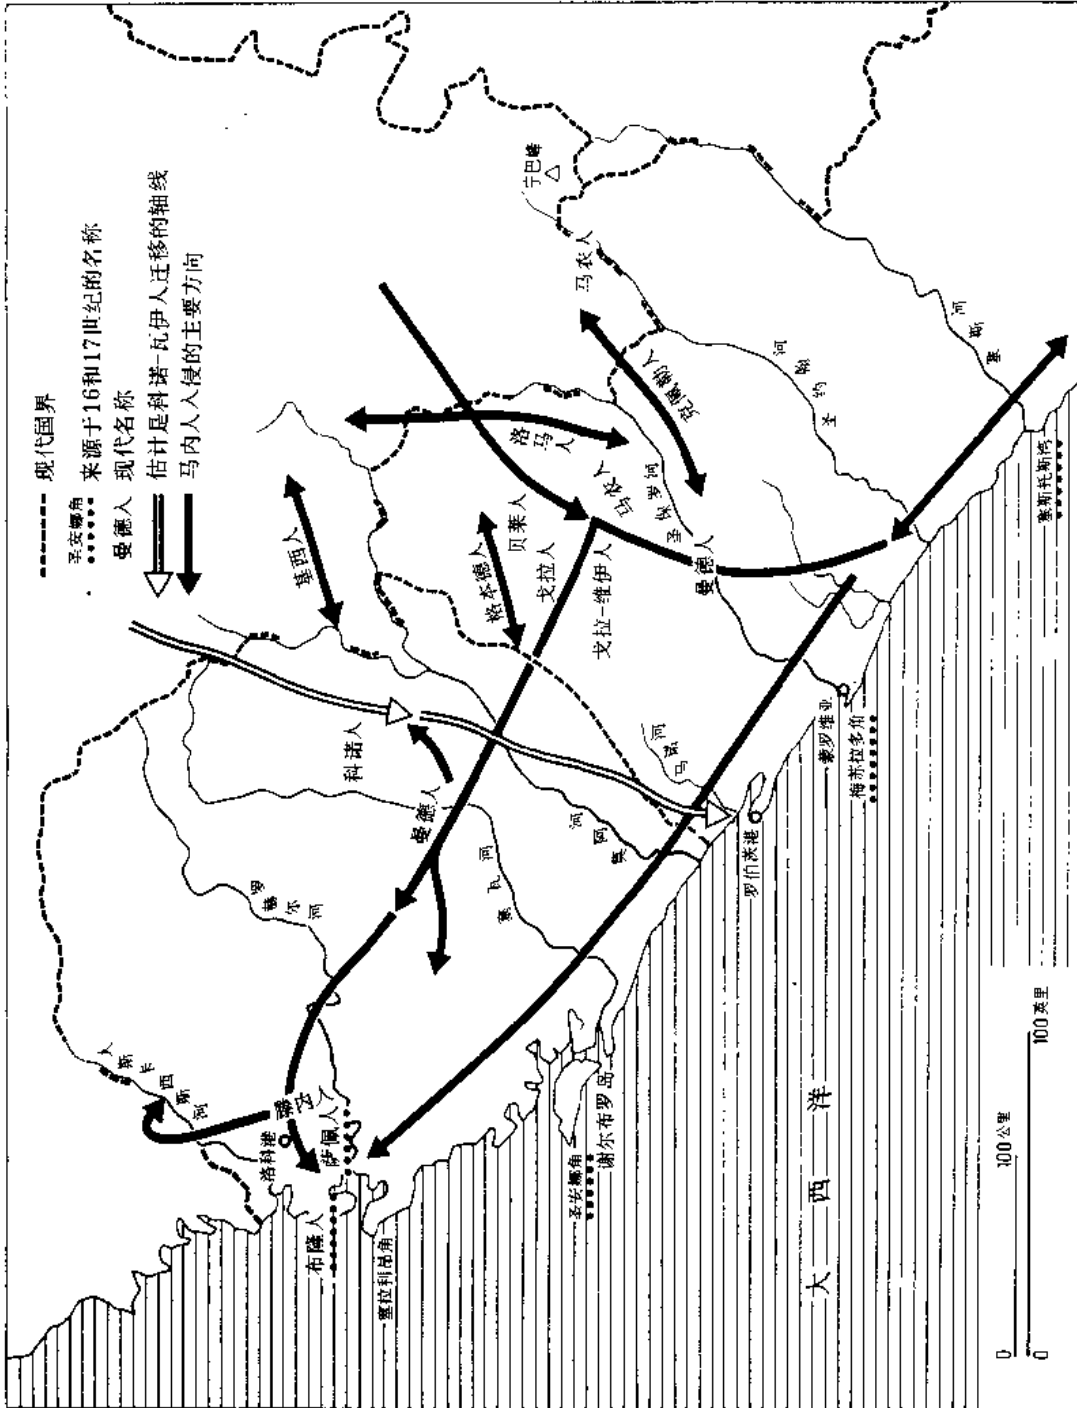 现代国界
圣安娜角 来源于16和17世纪的名称
曼德人 现代名称
估计是科诺-瓦伊人迁移的轴线
马内人入侵的主要方向
大斯卡西斯河
洛科港
马内人
萨佩人
布隆人
塞拉利昂角
罗赫尔河
科诺人
曼德人
塞瓦河
莫阿河
马诺河
基西人
格本德人
贝莱人
戈拉人
戈拉-维伊人
洛马人
马农人
圣保罗河
曼德人
克佩勒人
马农人
宁巴峰
圣约翰河
塞斯河
圣安娜角
谢尔布罗岛
罗伯茨港
蒙罗维亚
梅苏拉多角
塞斯托斯湾
大西洋
0 100公里
0 100英里